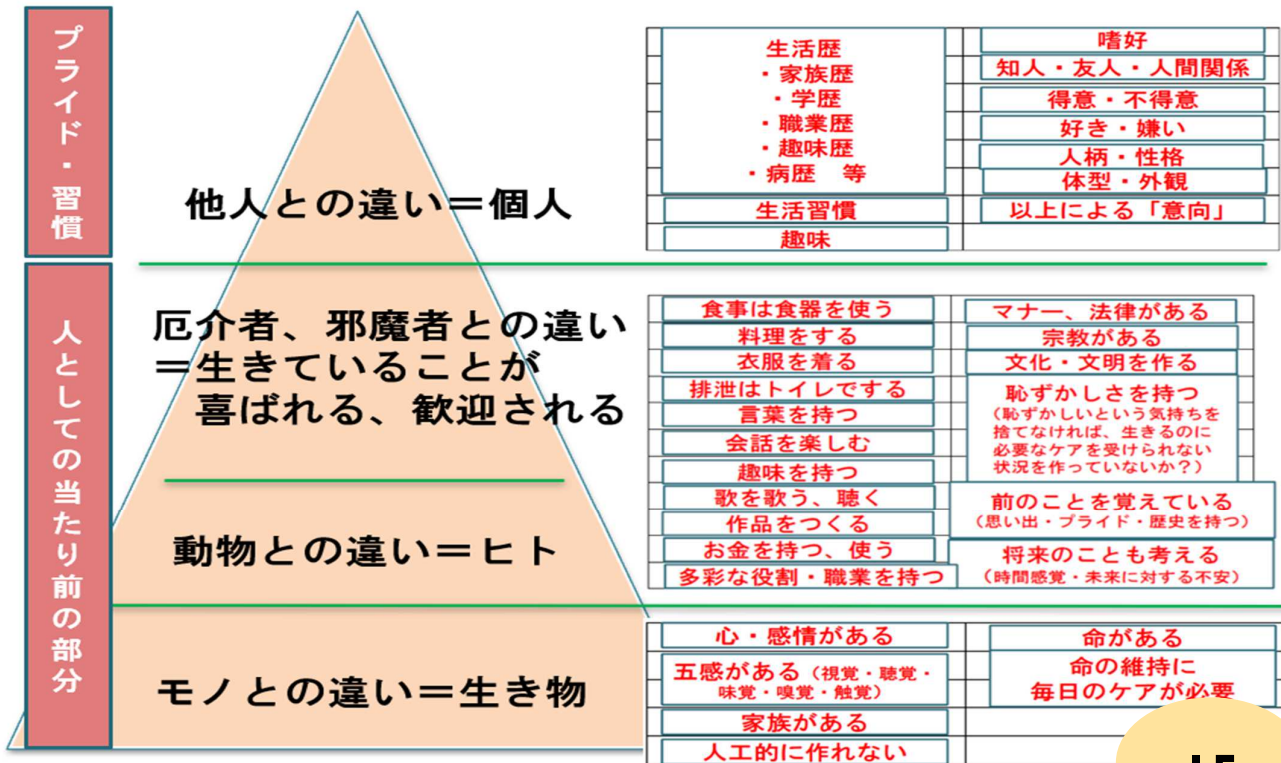 プライド・習慣
他人との違い＝個人
生活歴
・家族歴
・学歴
・職業歴
・趣味歴
・病歴　等
生活習慣
趣味
嗜好
知人・友人・人間関係
得意・不得意
好き・嫌い
人柄・性格
体型・外観
以上による「意向」
人としての当たり前の部分
厄介者、邪魔者との違い
＝生きていることが
喜ばれる、歓迎される
動物との違い＝ヒト
食事は食器を使う
料理をする
衣服を着る
排泄はトイレでする
言葉を持つ
会話を楽しむ
趣味を持つ
歌を歌う、聴く
作品をつくる
お金を持つ、使う
多彩な役割・職業を持つ
マナー、法律がある
宗教がある
文化・文明を作る
恥ずかしさを持つ
（恥ずかしいという気持ちを
捨てなければ、生きるのに
必要なケアを受けられない
状況を作っていないか？）
前のことを覚えている
（思い出・プライド・歴史を持つ）
将来のことも考える
（時間感覚・未来に対する不安）
モノとの違い＝生き物
心・感情がある
五感がある（視覚・聴覚・
味覚・嗅覚・触覚）
家族がある
人工的に作れない
命がある
命の維持に
毎日のケアが必要